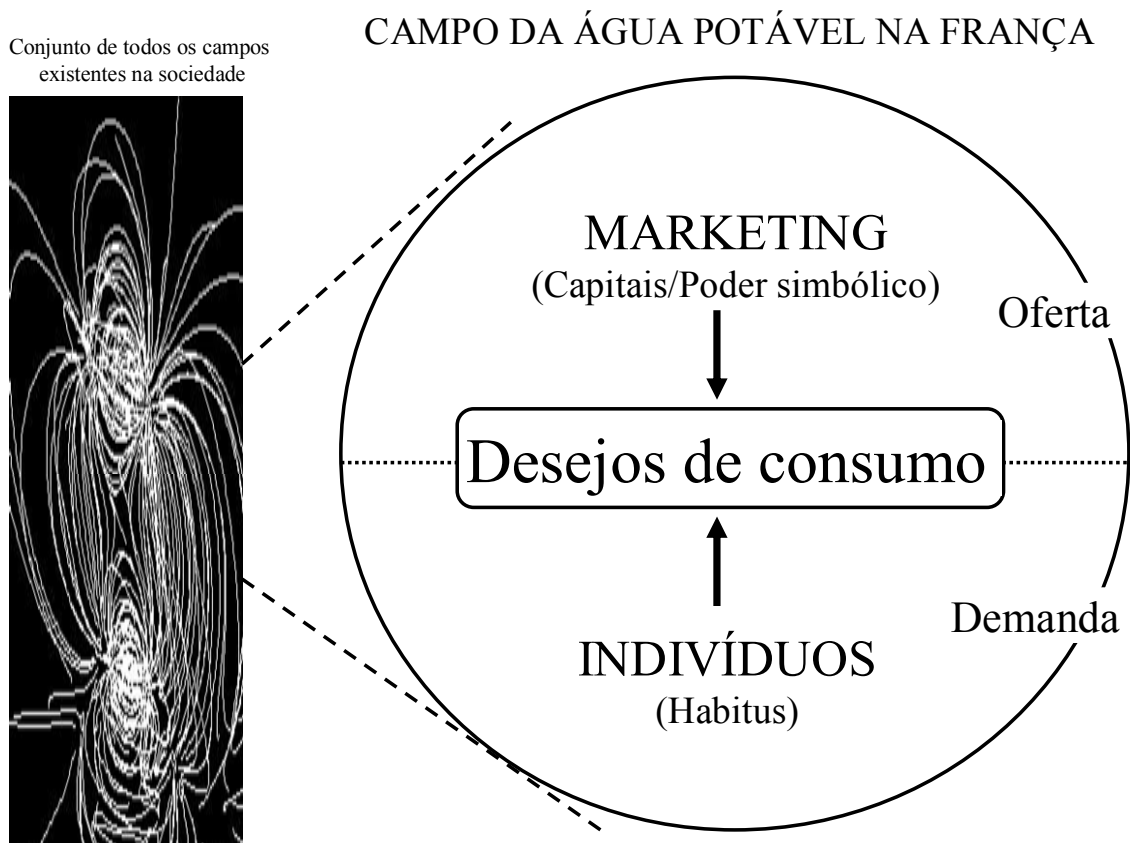 Conjunto de todos os campos
existentes na sociedade
CAMPO DA ÁGUA POTÁVEL NA FRANÇA
MARKETING
(Capitais/Poder simbólico)
Oferta
Desejos de consumo
Demanda
INDIVÍDUOS
(Habitus)